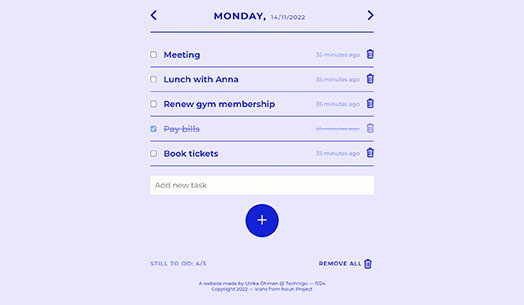 MONDAY, 14/11/2022
Meeting 35 minutes ago
Lunch with Anna 35 minutes ago
Renew gym membership 35 minutes ago
Pay bills 35 minutes ago
Book tickets 35 minutes ago
Add new task
+
STILL TO DO: 4/5 REMOVE ALL
A website made by Ulrika Öhman @ Technigo — 11/24
Copyright 2022 — Icons from Noun Project